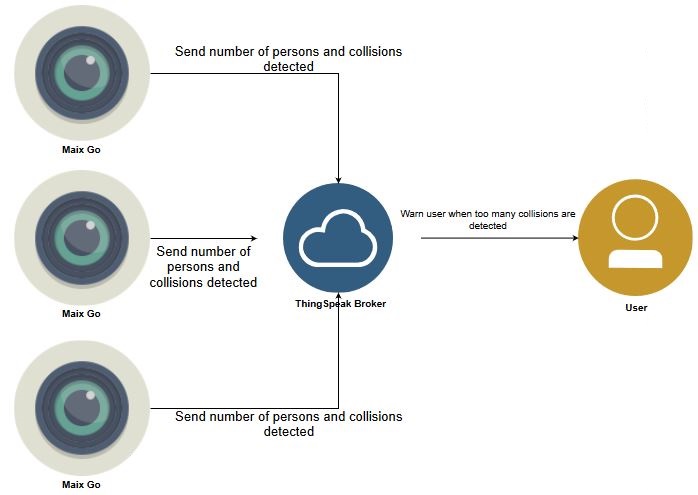 Send number of persons and collisions
detected
Maix Go
Warn user when too many collisions are
detected
Send number of
persons and
collisions detected
ThingSpeak Broker
User
Maix Go
Send number of persons and collisions
detected
Maix Go